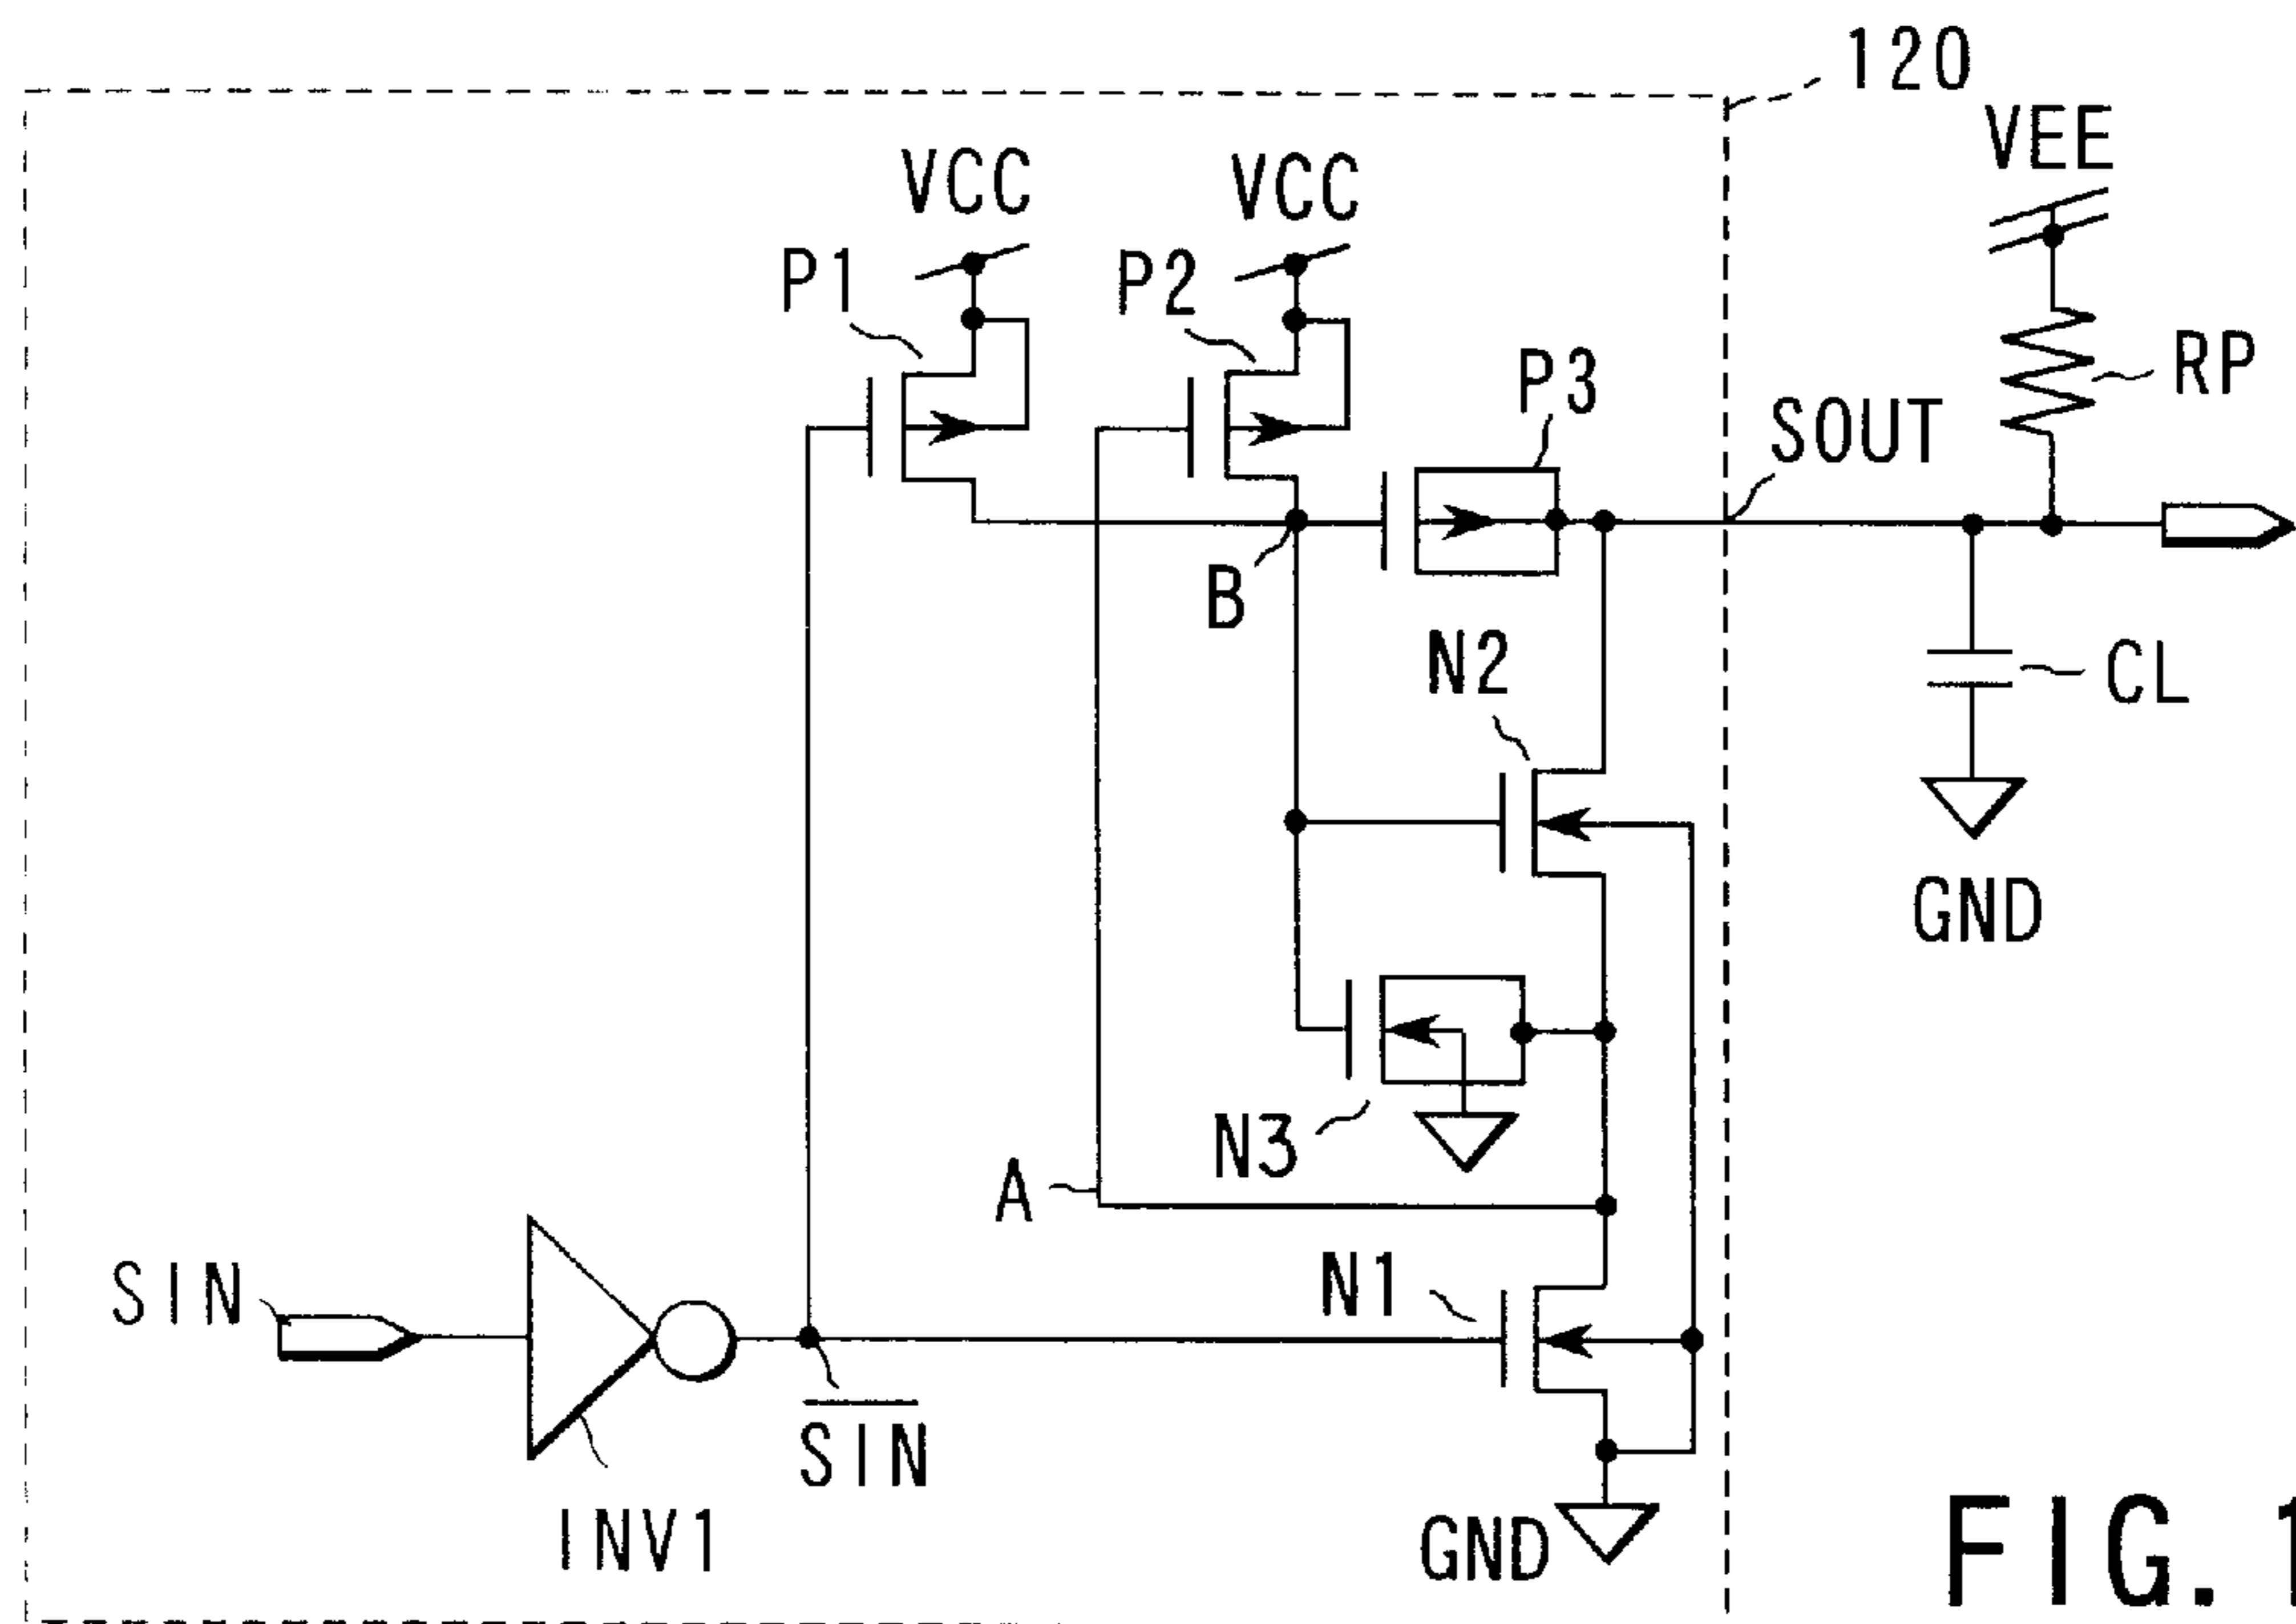 120
VEE
VCC
VCC
P1
P2
P3
RP
SOUT
B
N2
CL
GND
N3
A
SIN
N1
SIN
INV1
GND
FIG. 1